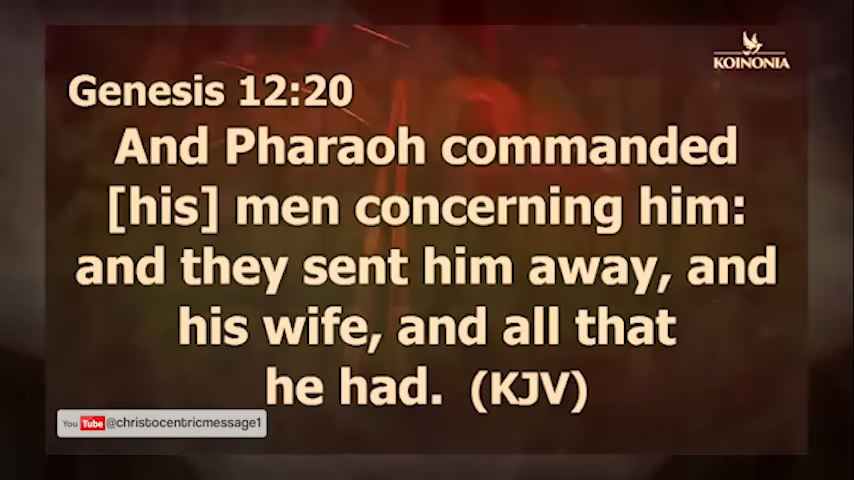 KOINONIA
Genesis 12:20
And Pharaoh commanded
[his] men concerning him:
and they sent him away, and
his wife, and all that
he had. (KJV)
You Tube @christocentricmessage1